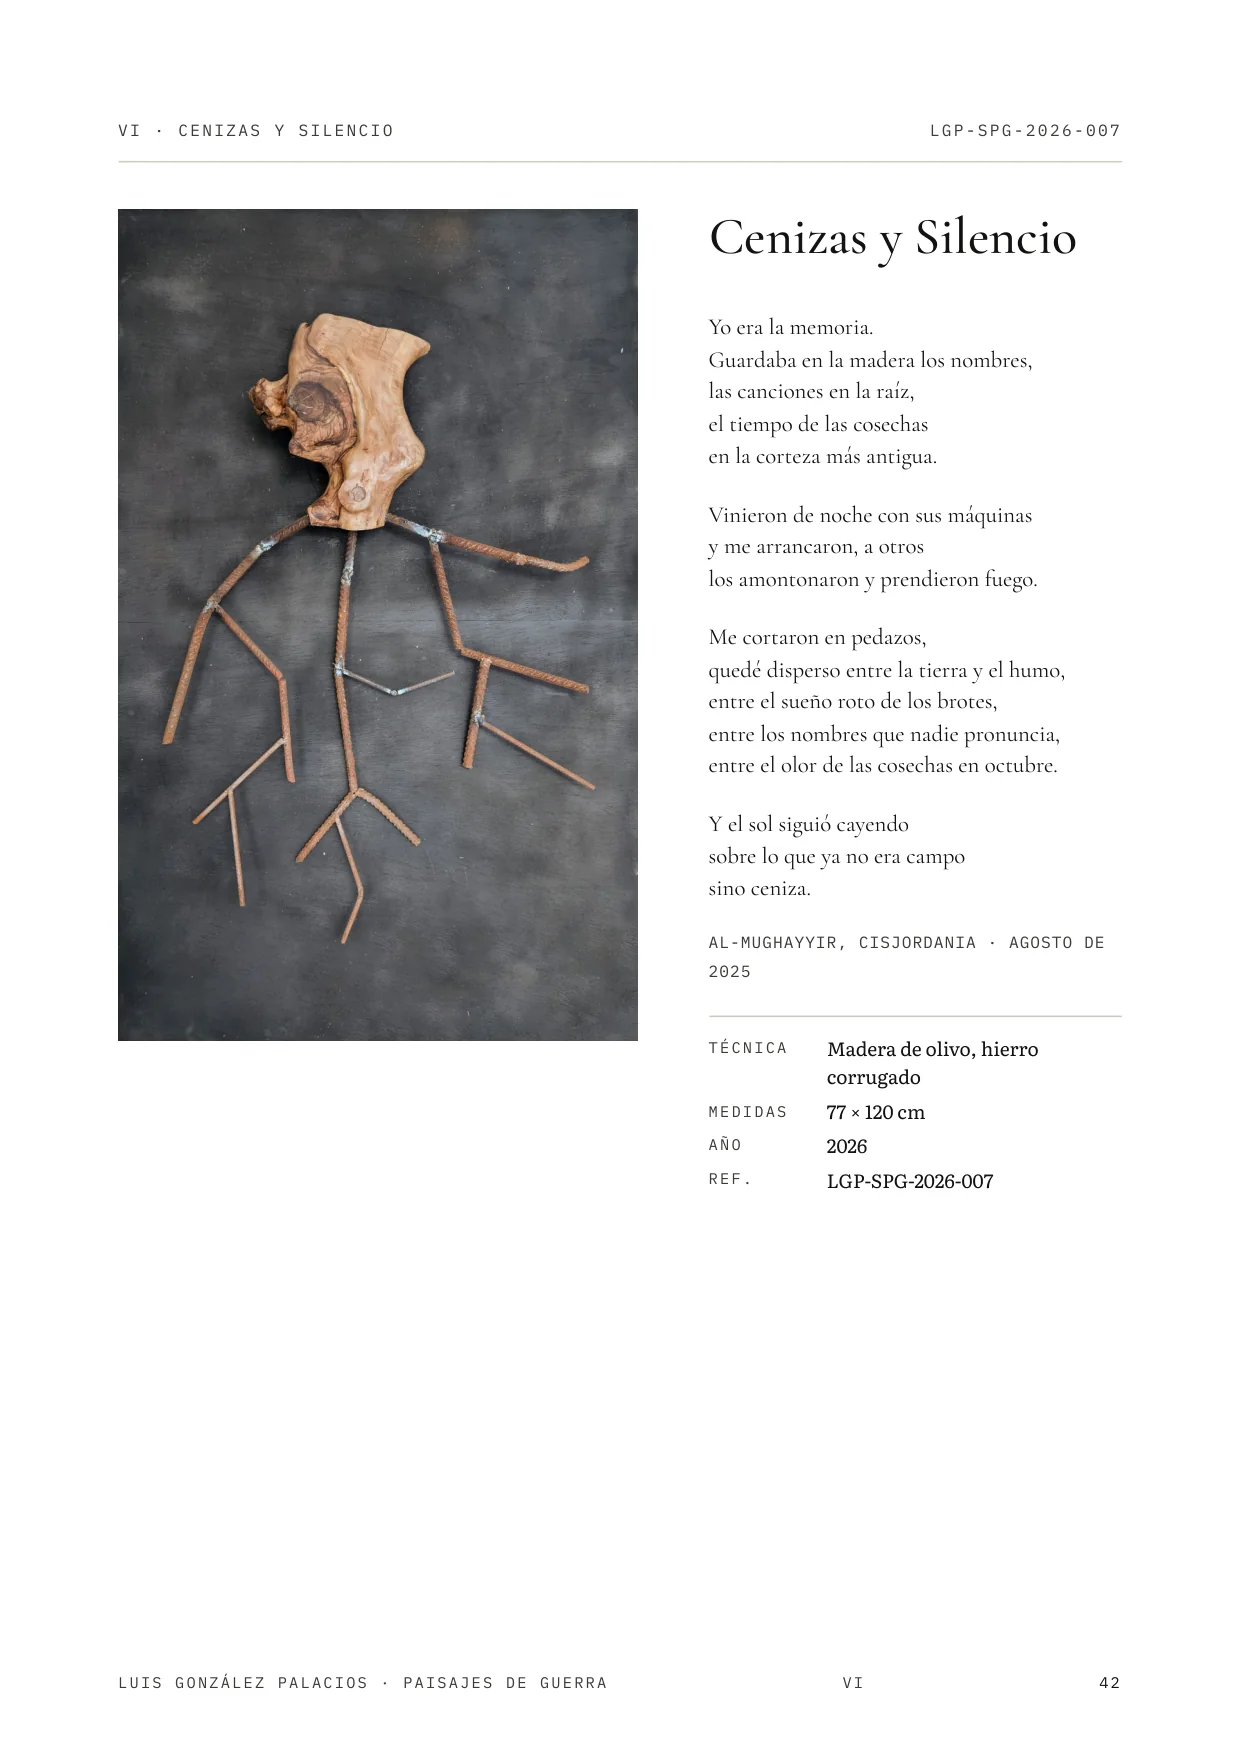 VI · CENIZAS Y SILENCIO
LGP-SPG-2026-007
Cenizas y Silencio
Yo era la memoria.
Guardaba en la madera los nombres,
las canciones en la raíz,
el tiempo de las cosechas
en la corteza más antigua.
Vinieron de noche con sus máquinas
y me arrancaron, a otros
los amontonaron y prendieron fuego.
Me cortaron en pedazos,
quedé disperso entre la tierra y el humo,
entre el sueño roto de los brotes,
entre los nombres que nadie pronuncia,
entre el olor de las cosechas en octubre.
Y el sol siguió cayendo
sobre lo que ya no era campo
sino ceniza.
AL-MUGHAYYIR, CISJORDANIA · AGOSTO DE
2025
TÉCNICA Madera de olivo, hierro
corrugado
MEDIDAS 77 × 120 cm
AÑO 2026
REF. LGP-SPG-2026-007
LUIS GONZÁLEZ PALACIOS · PAISAJES DE GUERRA VI 42